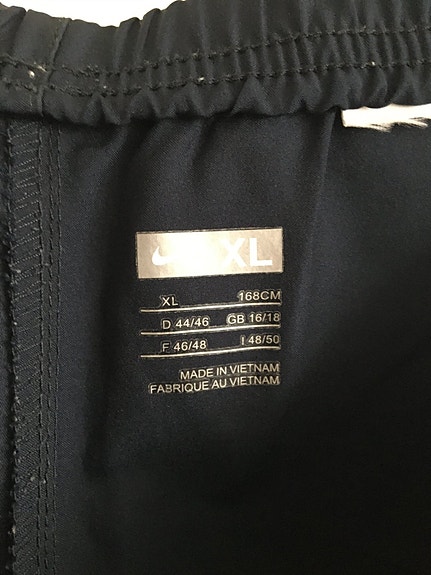 XL
XL 168CM
D 44/46 GB 16/18
F 46/48 I 48/50
MADE IN VIETNAM
FABRIQUE AU VIETNAM